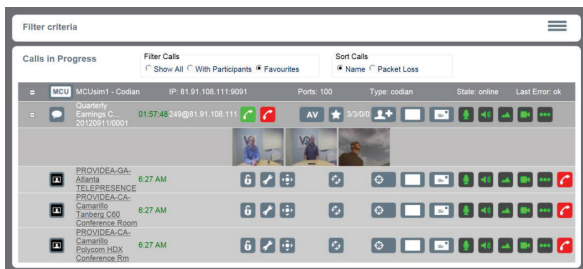 Filter criteria
Calls in Progress
Filter Calls
Show All With Participants Favourites
Sort Calls
Name Packet Loss
MCU MCUsim1 - Codian IP: 81.91.108.111:9091 Ports: 100 Type: codian State: online Last Error: ok
Quarterly
Earnings C...
20120911/0001
01:57:48 249@81.91.108.111 AV 3/3/0/0
PROVIDEA-GA-
Atlanta
TELEPRESENCE
6:27 AM
PROVIDEA-CA-
Camarillo
Tanberg C60
Conference Room
6:27 AM
PROVIDEA-CA-
Camarillo
Polycom HDX
Conference Rm
6:27 AM